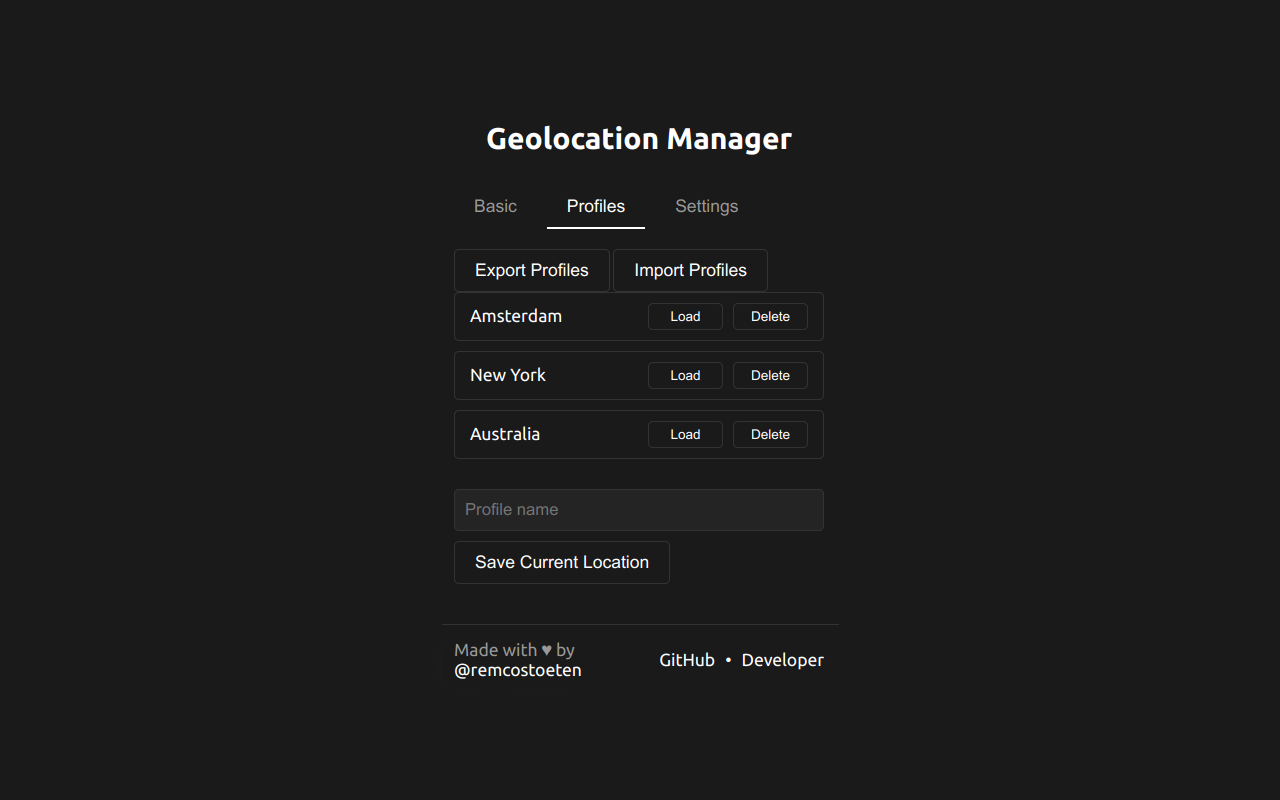 Geolocation Manager
Basic Profiles Settings
Export Profiles Import Profiles
Amsterdam Load Delete
New York Load Delete
Australia Load Delete
Profile name
Save Current Location
Made with ♥ by
@remcostoeten
GitHub • Developer